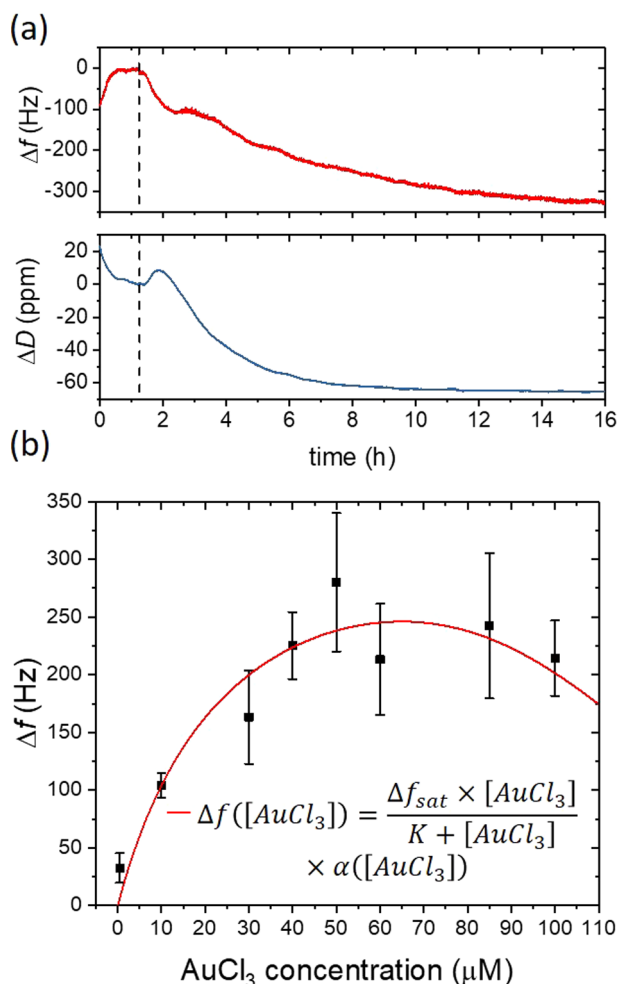 (a)
0
-100
-200
-300
Δf (Hz)
20
0
-20
-40
-60
ΔD (ppm)
0 2 4 6 8 10 12 14 16
time (h)
(b)
350
300
250
200
150
100
50
0
Δf (Hz)
Δf([AuCl₃]) = Δf_sat × [AuCl₃]
K + [AuCl₃]
× α([AuCl₃])
0 10 20 30 40 50 60 70 80 90 100 110
AuCl₃ concentration (μM)